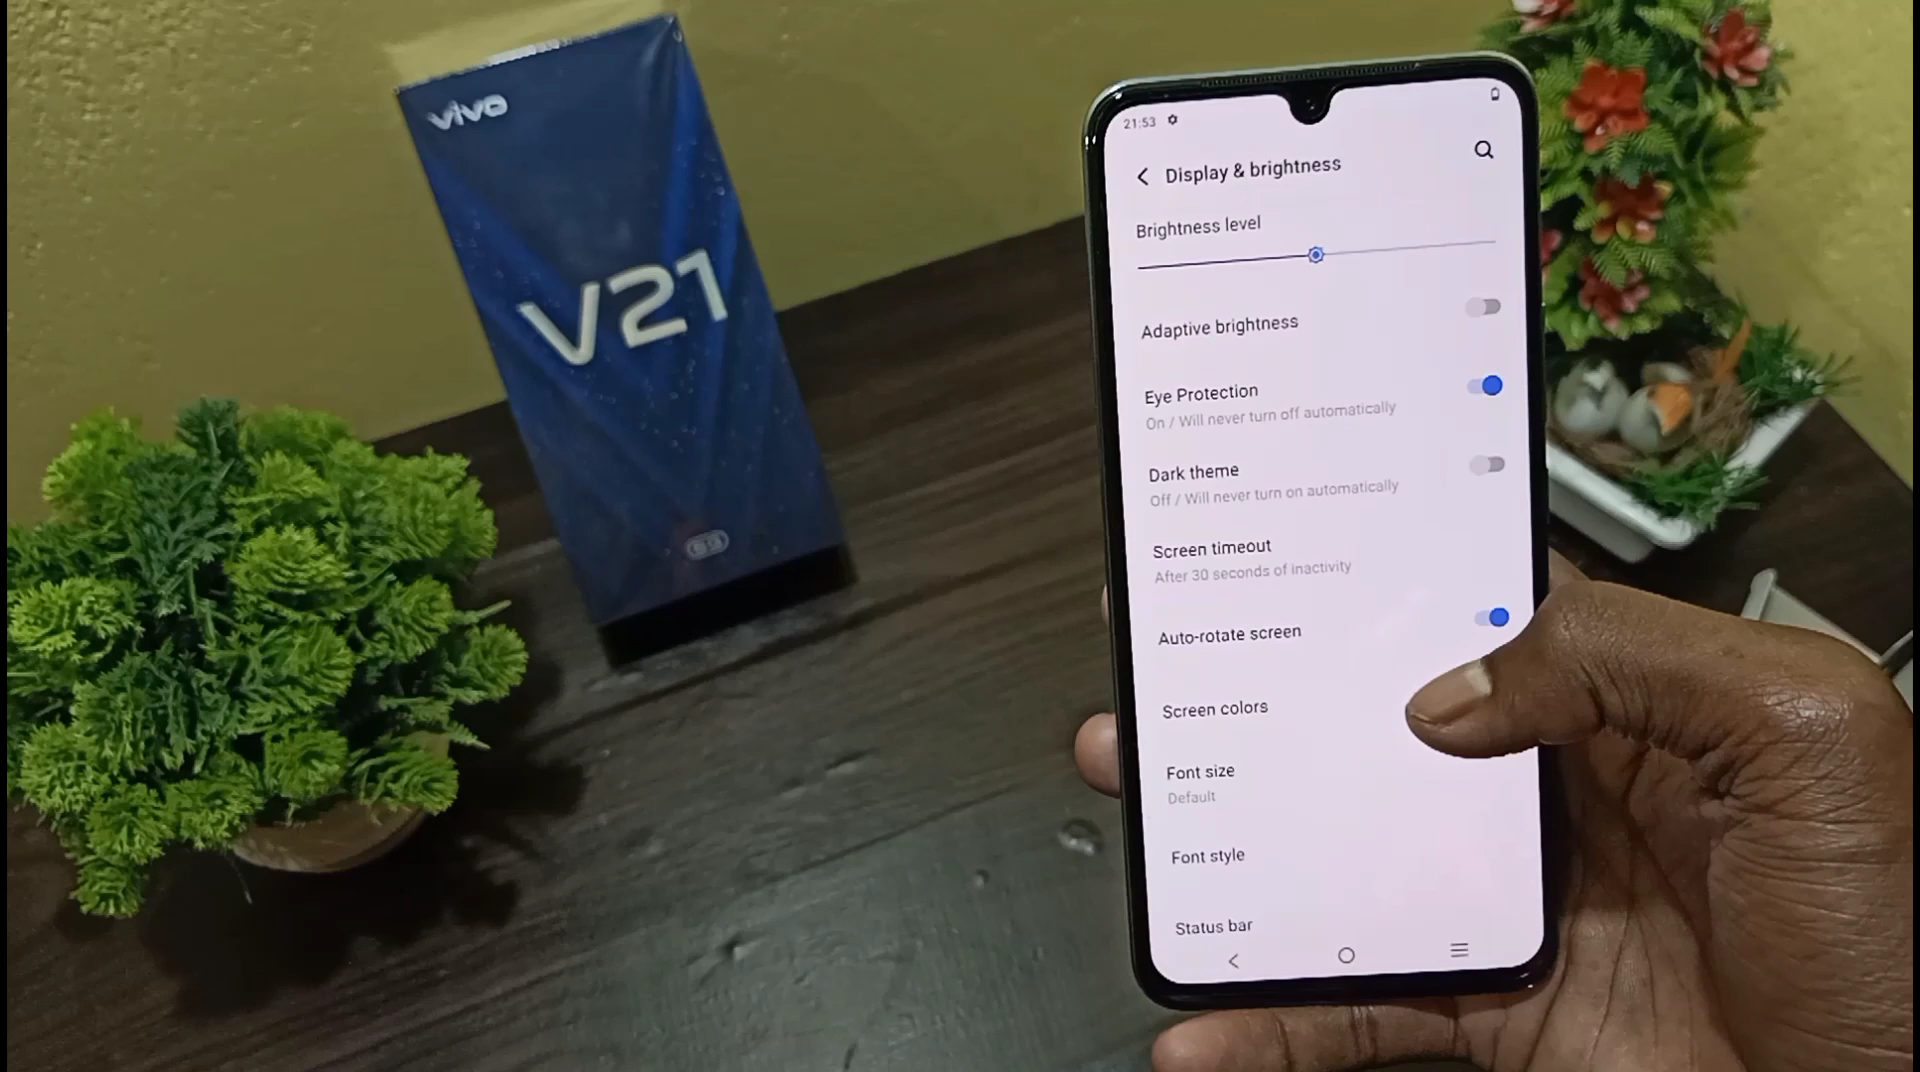 vivo
V21
21:53
Display & brightness
Brightness level
Adaptive brightness
Eye Protection
On / Will never turn off automatically
Dark theme
Off / Will never turn on automatically
Screen timeout
After 30 seconds of inactivity
Auto-rotate screen
Screen colors
Font size
Default
Font style
Status bar